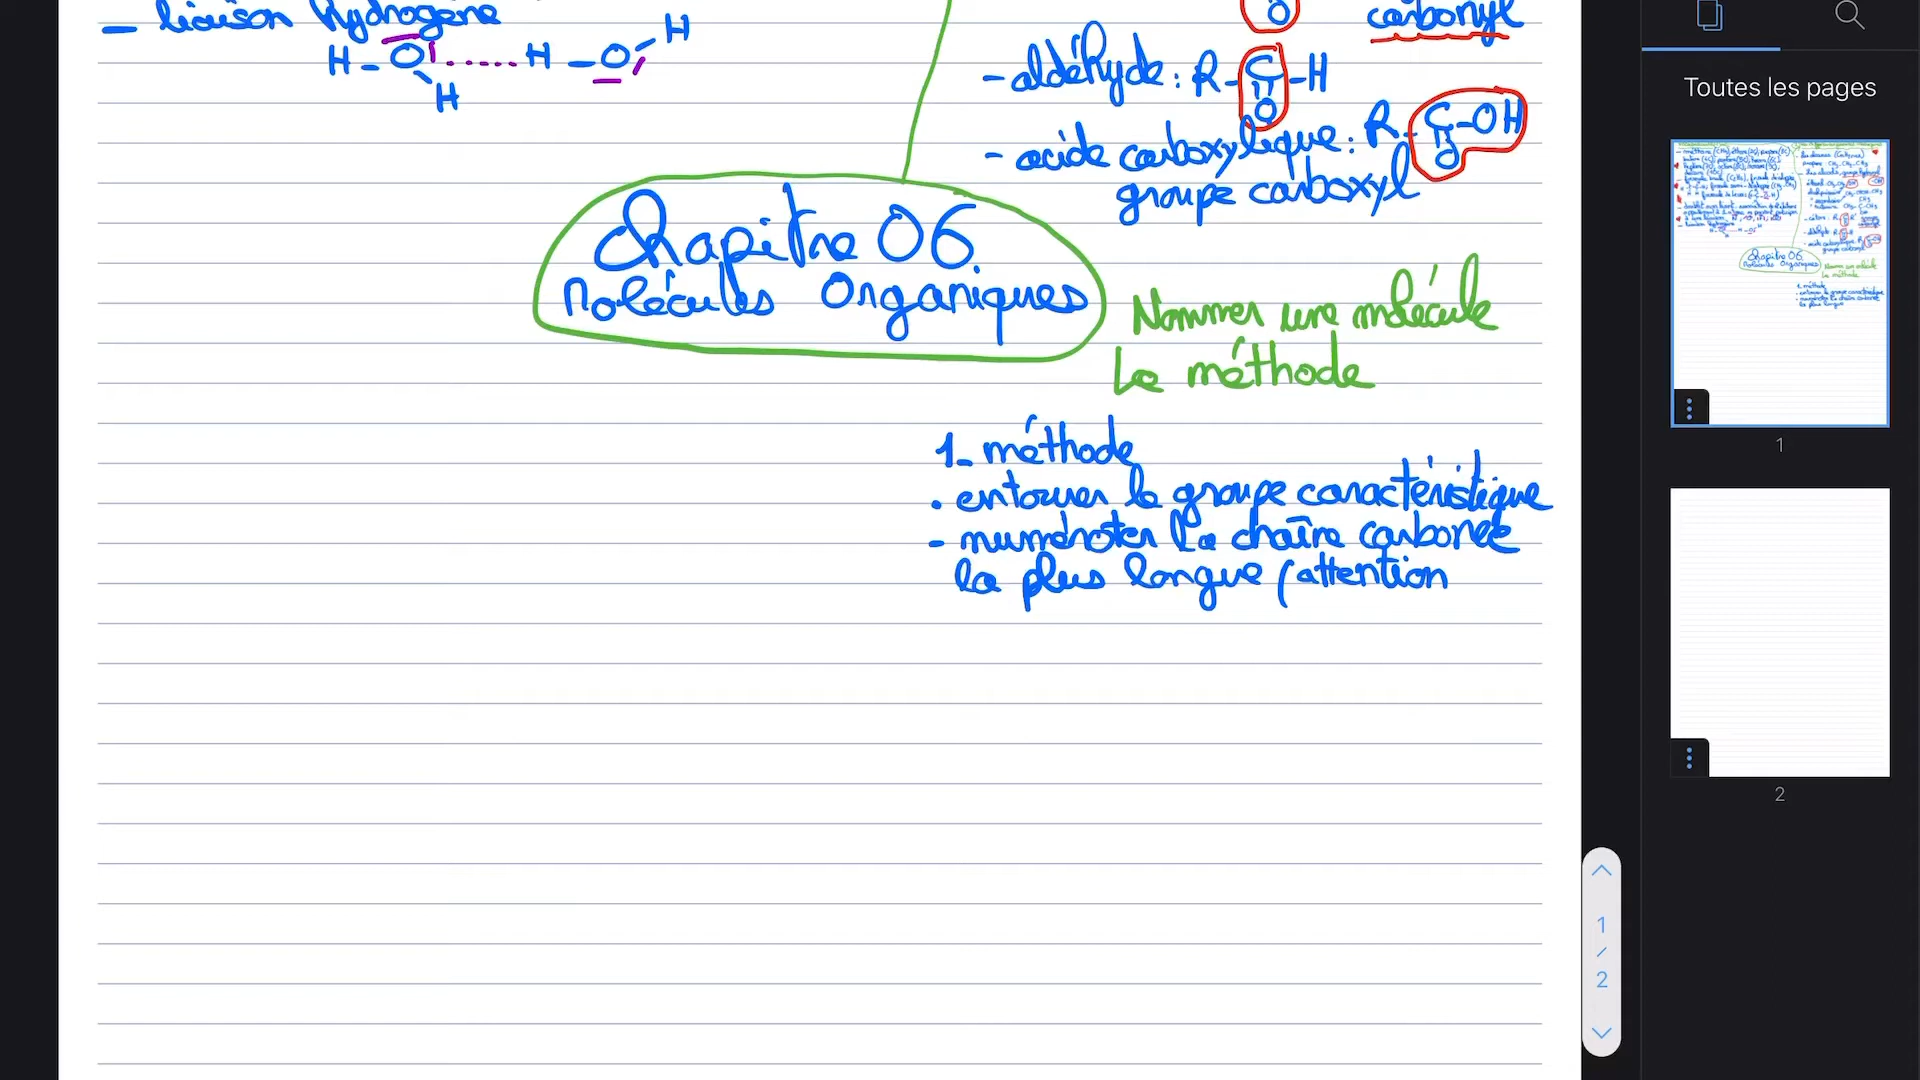 - liaison hydrogène
H - O ...... H - O - H
H
O
carbonyl
- aldéhyde : R - C - H
O
- acide carboxylique : R - C - OH
O
groupe carboxyl
Chapitre 06
Molécules Organiques
Nommer une molécule
La méthode
1- méthode
. entourer le groupe caractéristique
- numéroter la chaîne carbonée
la plus longue (attention
Toutes les pages
1
2
1
/
2